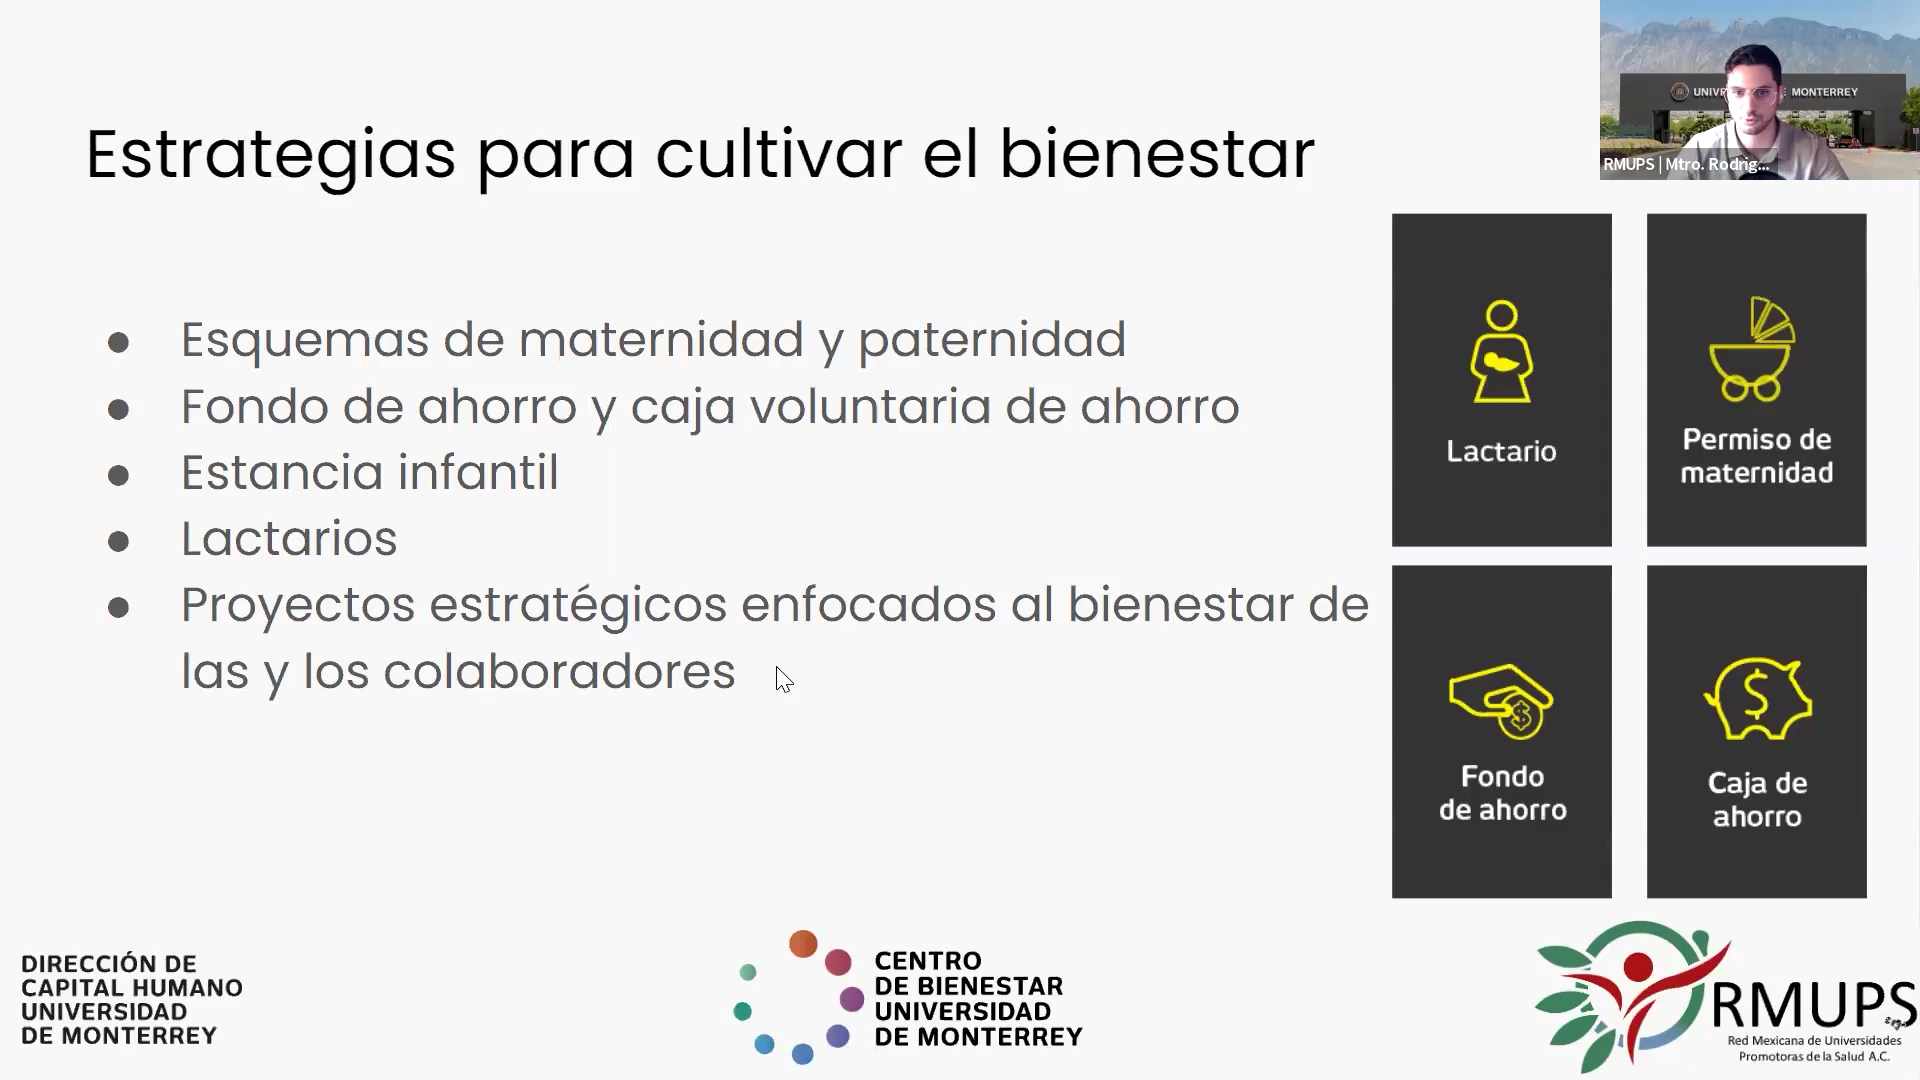 Estrategias para cultivar el bienestar
UNIVE
MONTERREY
RMUPS | Mtro. Rodrig...
Esquemas de maternidad y paternidad
Fondo de ahorro y caja voluntaria de ahorro
Estancia infantil
Lactarios
Proyectos estratégicos enfocados al bienestar de
las y los colaboradores
Lactario
Permiso de
maternidad
Fondo
de ahorro
Caja de
ahorro
DIRECCIÓN DE
CAPITAL HUMANO
UNIVERSIDAD
DE MONTERREY
CENTRO
DE BIENESTAR
UNIVERSIDAD
DE MONTERREY
RMUPS
Red Mexicana de Universidades
Promotoras de la Salud A.C.